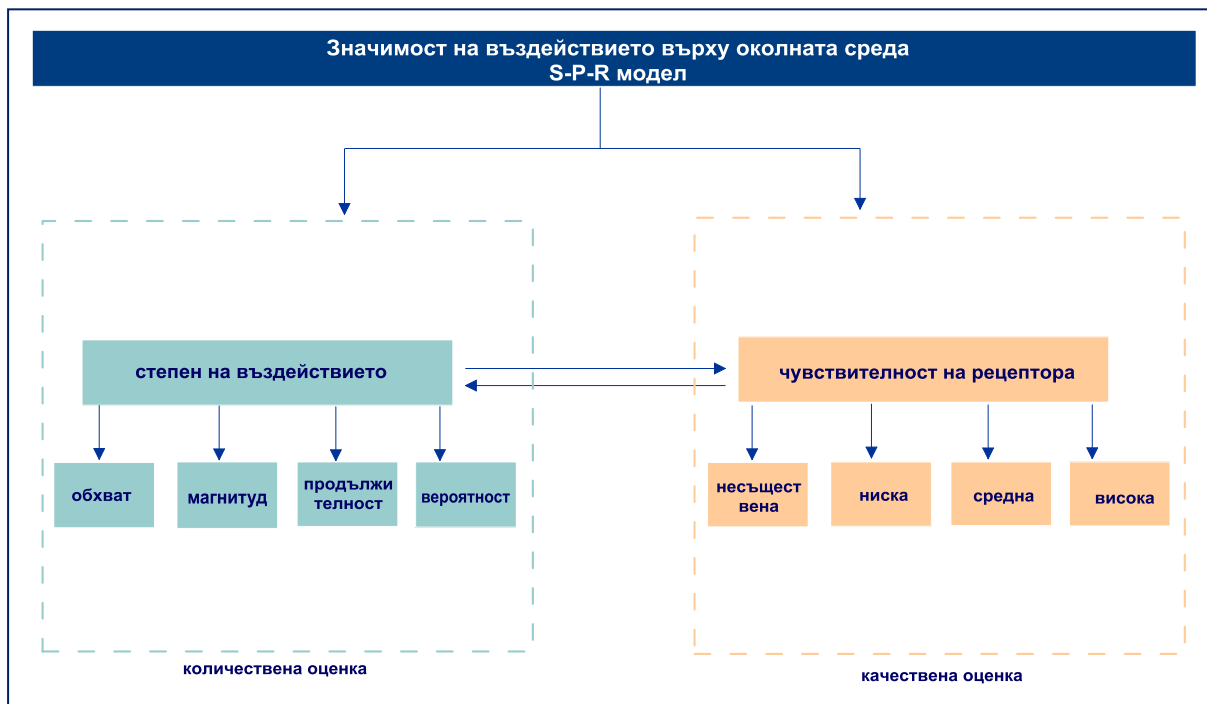 Значимост на въздействието върху околната среда
S-P-R модел
степен на въздействието
чувствителност на рецептора
обхват
магнитуд
продължи
телност
вероятност
несъщест
вена
ниска
средна
висока
количествена оценка
качествена оценка